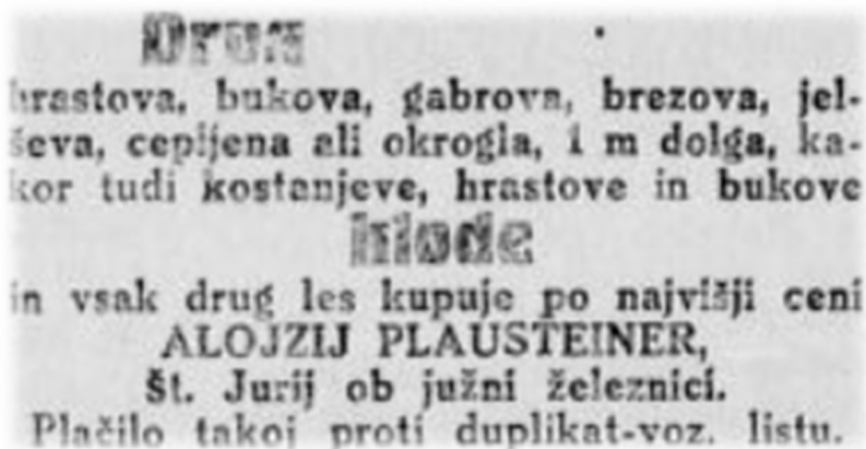 Drva
hrastova, bukova, gabrova, brezova, jel-
ševa, cepljena ali okrogla, 1 m dolga, ka-
kor tudi kostanjeve, hrastove in bukove
hlode
in vsak drug les kupuje po najvišji ceni
ALOJZIJ PLAUSTEINER,
Št. Jurij ob južni železnici.
Plačilo takoj proti duplikat-voz. listu.